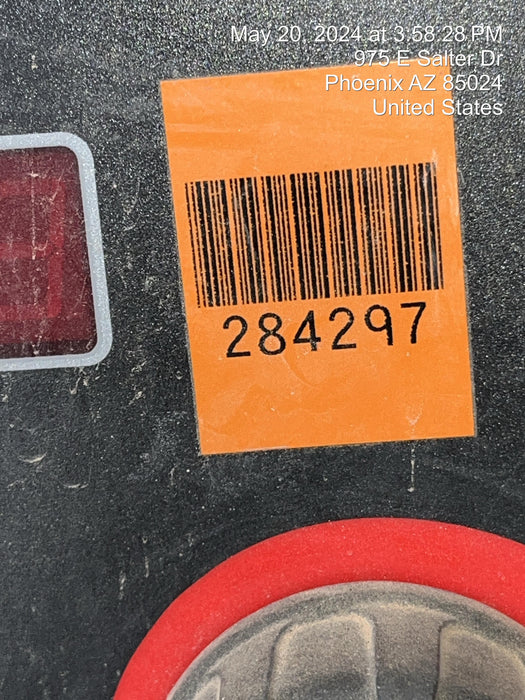 May 20, 2024 at 3:58:28 PM
975 E Salter Dr
Phoenix AZ 85024
United States
284297